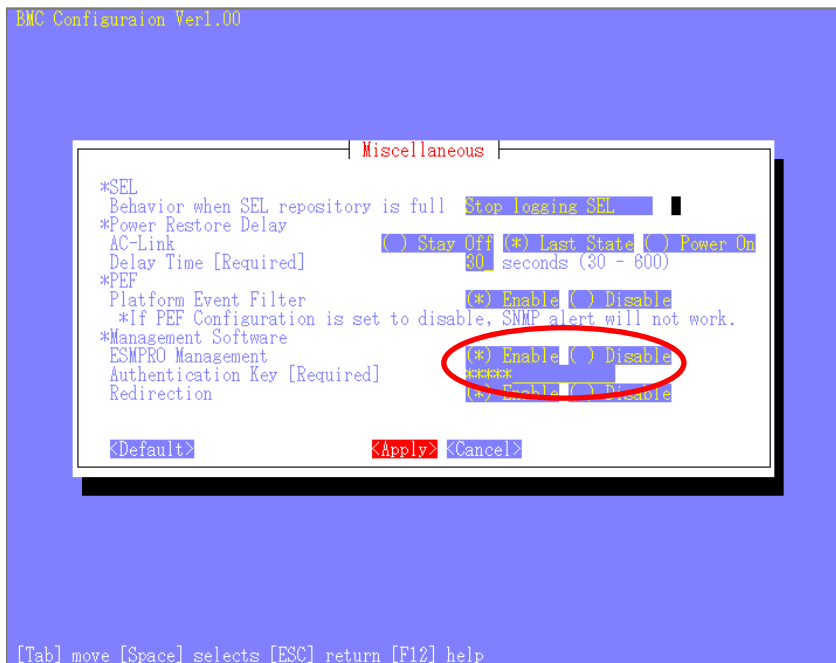 BMC Configuraion Ver1.00
Miscellaneous
*SEL
Behavior when SEL repository is full Stop logging SEL
*Power Restore Delay
AC-Link ( ) Stay Off (*) Last State ( ) Power On
Delay Time [Required] 30_ seconds (30 - 600)
*PEF
Platform Event Filter (*) Enable ( ) Disable
*If PEF Configuration is set to disable, SNMP alert will not work.
*Management Software
ESMPRO Management (*) Enable ( ) Disable
Authentication Key [Required] *****
Redirection (*) Enable ( ) Disable
<Default> <Apply> <Cancel>
[Tab] move [Space] selects [ESC] return [F12] help